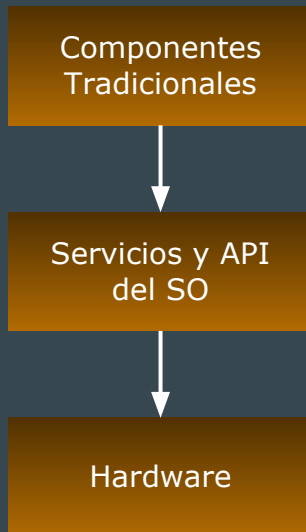 Componentes
Tradicionales
Servicios y API
del SO
Hardware